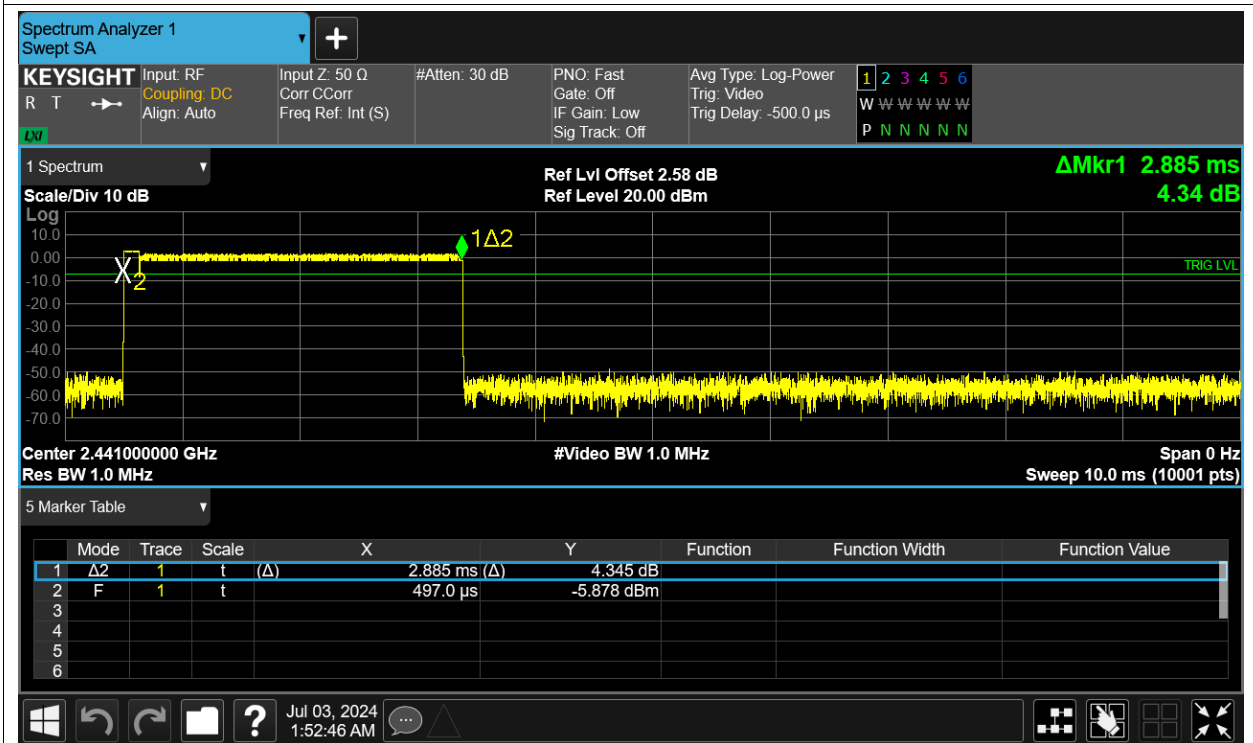 Spectrum Analyzer 1
Swept SA
KEYSIGHT
R T
LXI
Input: RF
Coupling: DC
Align: Auto
Input Z: 50 Ω
Corr CCorr
Freq Ref: Int (S)
#Atten: 30 dB
PNO: Fast
Gate: Off
IF Gain: Low
Sig Track: Off
Avg Type: Log-Power
Trig: Video
Trig Delay: -500.0 µs
1 2 3 4 5 6
W W W W W W
P N N N N N
1 Spectrum
Scale/Div 10 dB
Ref Lvl Offset 2.58 dB
Ref Level 20.00 dBm
ΔMkr1 2.885 ms
4.34 dB
Log
10.0
0.00
-10.0
-20.0
-30.0
-40.0
-50.0
-60.0
-70.0
X
2
1Δ2
TRIG LVL
Center 2.441000000 GHz
Res BW 1.0 MHz
#Video BW 1.0 MHz
Span 0 Hz
Sweep 10.0 ms (10001 pts)
5 Marker Table
Mode Trace Scale X Y Function Function Width Function Value
1 Δ2 1 t (Δ) 2.885 ms (Δ) 4.345 dB
2 F 1 t 497.0 µs -5.878 dBm
3
4
5
6
?
Jul 03, 2024
1:52:46 AM